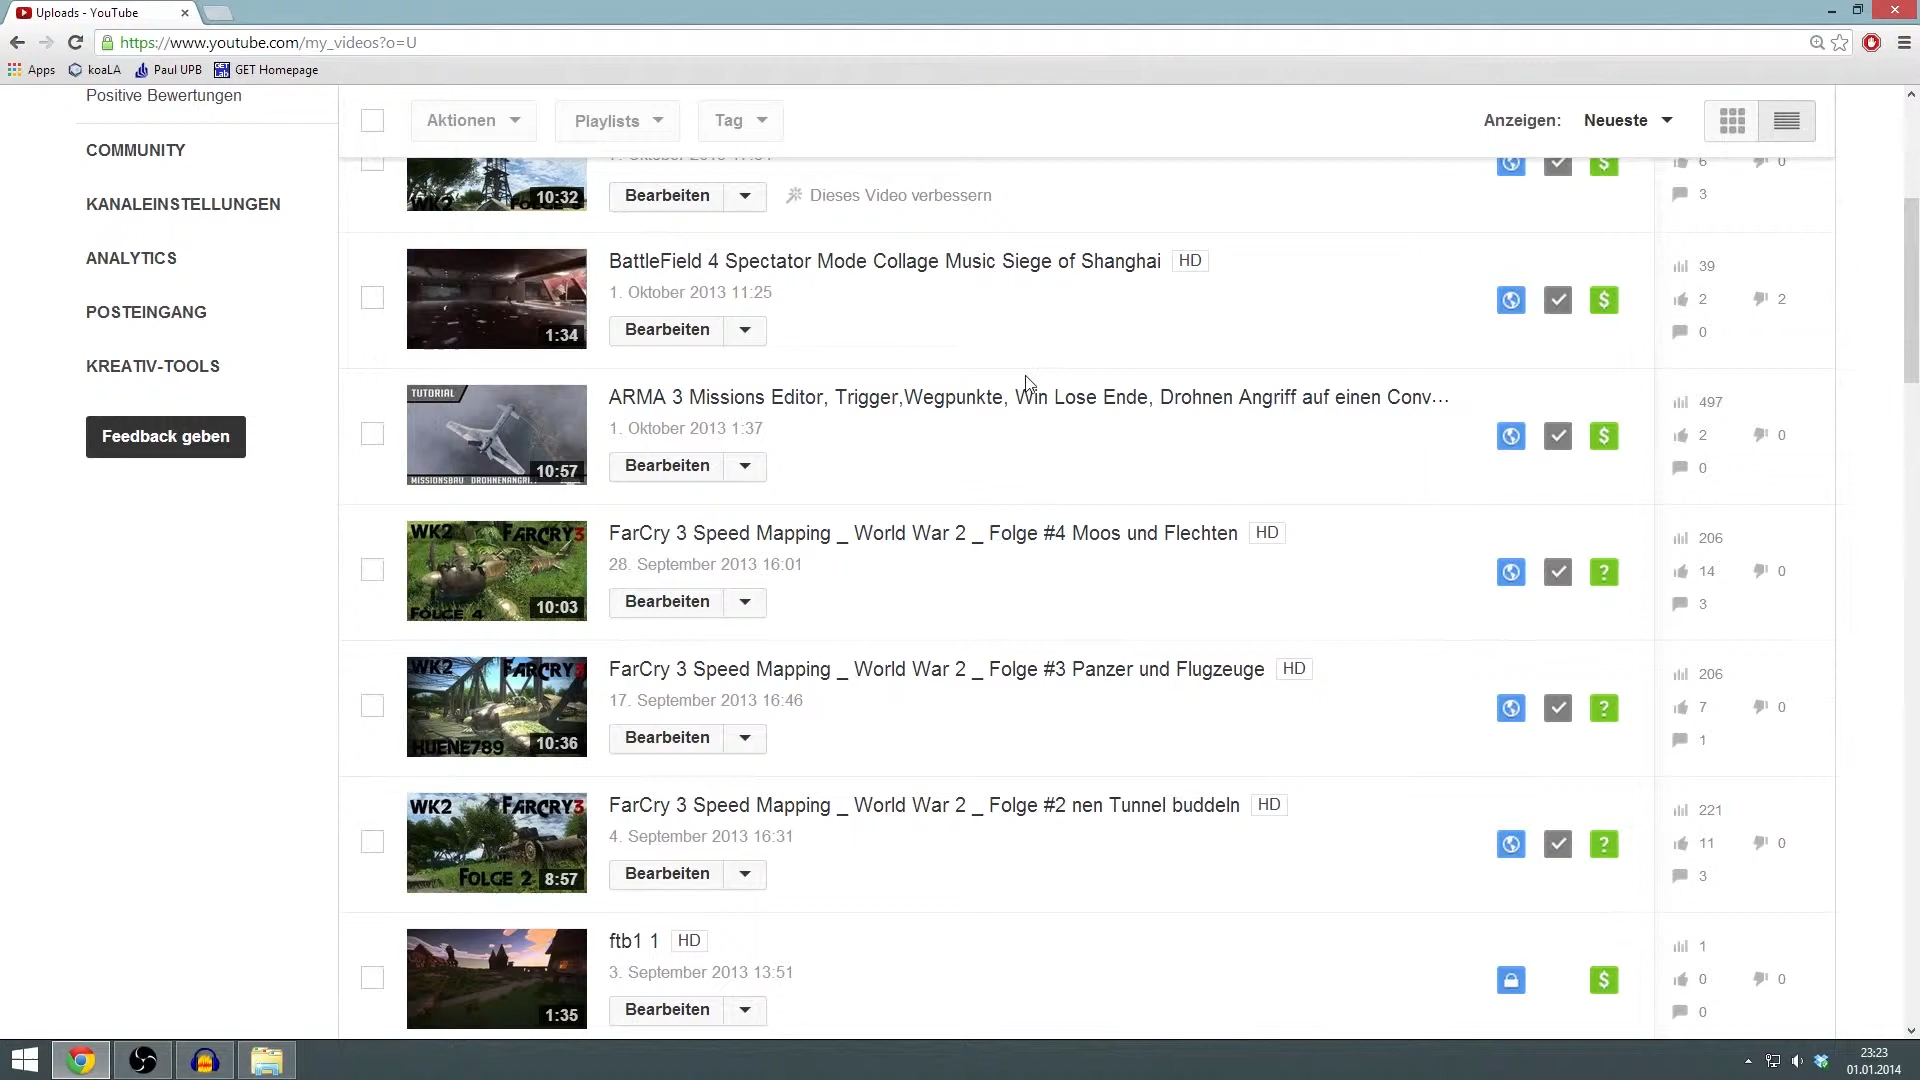 Uploads - YouTube
https://www.youtube.com/my_videos?o=U
Apps koaLA Paul UPB GET Homepage
Positive Bewertungen
COMMUNITY
KANALEINSTELLUNGEN
ANALYTICS
POSTEINGANG
KREATIV-TOOLS
Feedback geben
Aktionen Playlists Tag Anzeigen: Neueste
10:32
Bearbeiten Dieses Video verbessern
6 0
3
BattleField 4 Spectator Mode Collage Music Siege of Shanghai HD
1. Oktober 2013 11:25
1:34
Bearbeiten
39
2 2
0
ARMA 3 Missions Editor, Trigger,Wegpunkte, Win Lose Ende, Drohnen Angriff auf einen Conv...
1. Oktober 2013 1:37
TUTORIAL
10:57
Bearbeiten
497
2 0
0
FarCry 3 Speed Mapping _ World War 2 _ Folge #4 Moos und Flechten HD
28. September 2013 16:01
WK2 FARCRY3
FOLGE 4 10:03
Bearbeiten
206
14 0
3
FarCry 3 Speed Mapping _ World War 2 _ Folge #3 Panzer und Flugzeuge HD
17. September 2013 16:46
WK2 FARCRY3
HUENE789 10:36
Bearbeiten
206
7 0
1
FarCry 3 Speed Mapping _ World War 2 _ Folge #2 nen Tunnel buddeln HD
4. September 2013 16:31
WK2 FARCRY3
FOLGE 2 8:57
Bearbeiten
221
11 0
3
ftb1 1 HD
3. September 2013 13:51
1:35
Bearbeiten
1
0 0
0
23:23
01.01.2014